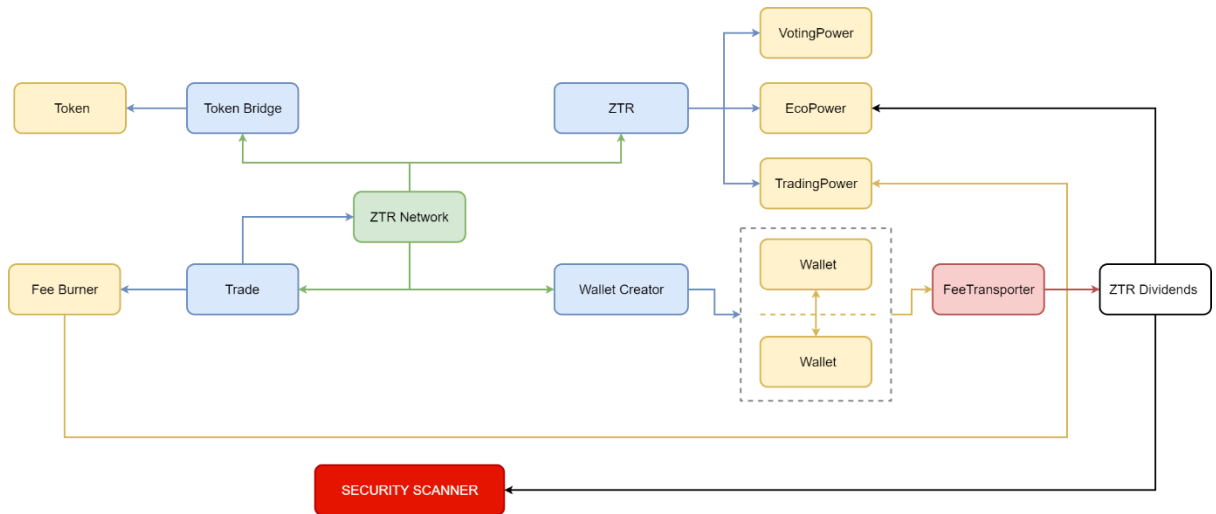 VotingPower
Token
Token Bridge
ZTR
EcoPower
TradingPower
ZTR Network
Fee Burner
Trade
Wallet Creator
Wallet
FeeTransporter
ZTR Dividends
Wallet
SECURITY SCANNER